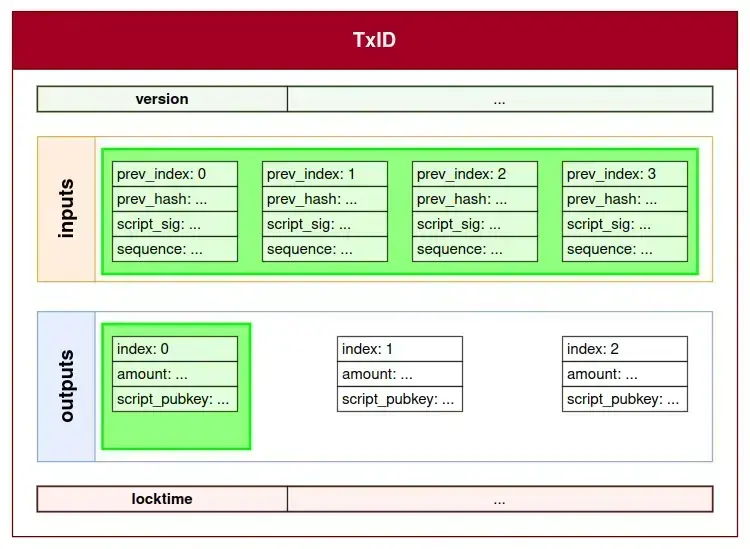 TxID
version ...
inputs
prev_index: 0 prev_index: 1 prev_index: 2 prev_index: 3
prev_hash: ... prev_hash: ... prev_hash: ... prev_hash: ...
script_sig: ... script_sig: ... script_sig: ... script_sig: ...
sequence: ... sequence: ... sequence: ... sequence: ...
outputs
index: 0 index: 1 index: 2
amount: ... amount: ... amount: ...
script_pubkey: ... script_pubkey: ... script_pubkey: ...
locktime ...